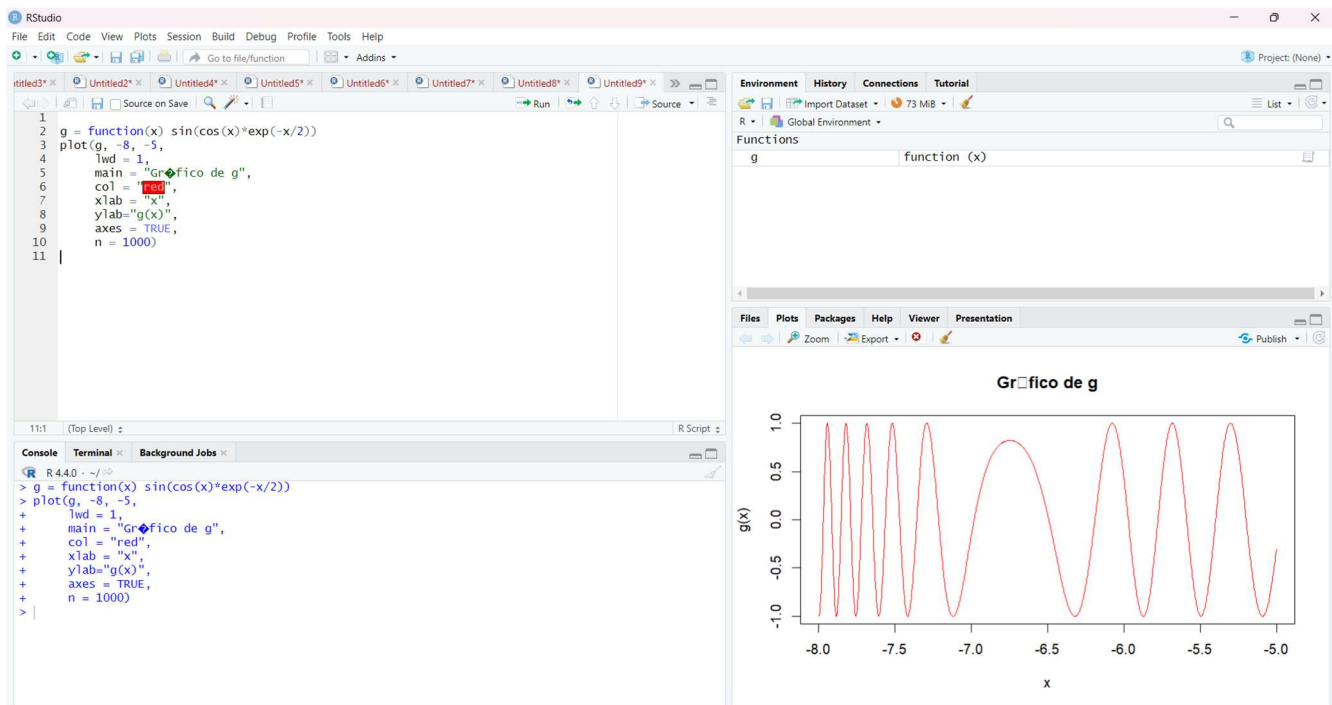 RStudio
File Edit Code View Plots Session Build Debug Profile Tools Help
Go to file/function Addins Project: (None)
ntitled3* Untitled2* Untitled4* Untitled5* Untitled6* Untitled7* Untitled8* Untitled9*
Source on Save Run Source
1
2 g = function(x) sin(cos(x)*exp(-x/2))
3 plot(g, -8, -5,
4 lwd = 1,
5 main = "Gr�fico de g",
6 col = "red",
7 xlab = "x",
8 ylab="g(x)",
9 axes = TRUE,
10 n = 1000)
11
11:1 (Top Level) R Script
Console Terminal Background Jobs
R 4.4.0 · ~/
> g = function(x) sin(cos(x)*exp(-x/2))
> plot(g, -8, -5,
+ lwd = 1,
+ main = "Gr�fico de g",
+ col = "red",
+ xlab = "x",
+ ylab="g(x)",
+ axes = TRUE,
+ n = 1000)
>
Environment History Connections Tutorial
Import Dataset 73 MiB List
R Global Environment
Functions
g function (x)
Files Plots Packages Help Viewer Presentation
Zoom Export Publish
Gr□fico de g
1.0
0.5
0.0
-0.5
-1.0
g(x)
-8.0 -7.5 -7.0 -6.5 -6.0 -5.5 -5.0
x